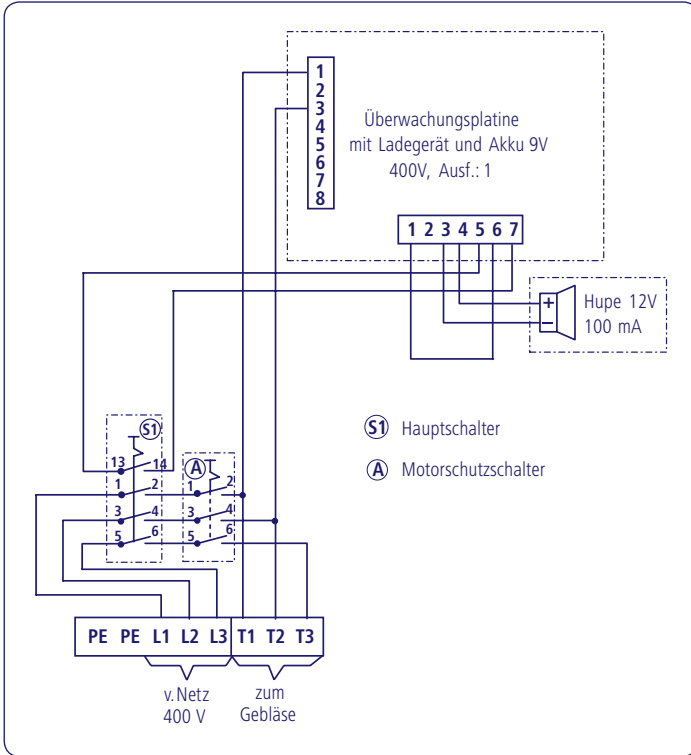 1
2
3
4
5
6
7
8
Überwachungsplatine
mit Ladegerät und Akku 9V
400V, Ausf.: 1
1 2 3 4 5 6 7
+
−
Hupe 12V
100 mA
S1 Hauptschalter
A Motorschutzschalter
S1
13 14
1 2
3 4
5 6
A
1 2
3 4
5 6
PE PE L1 L2 L3 T1 T2 T3
v.Netz
400 V
zum
Gebläse